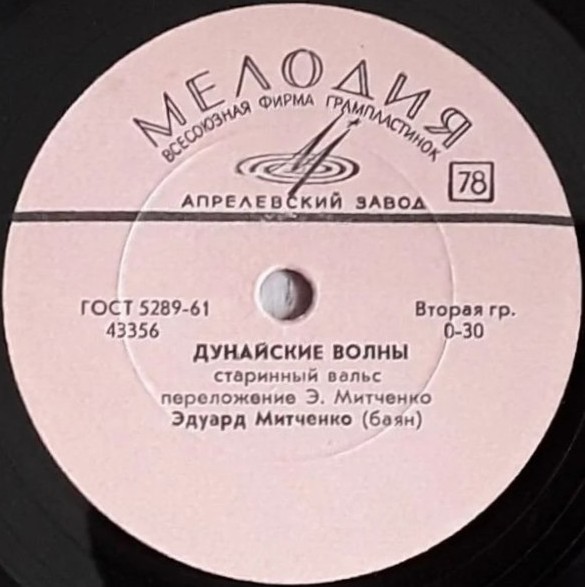 МЕЛОДИЯ
ВСЕСОЮЗНАЯ ФИРМА ГРАМПЛАСТИНОК
78
АПРЕЛЕВСКИЙ ЗАВОД
ГОСТ 5289-61 Вторая гр.
43356 0-30
ДУНАЙСКИЕ ВОЛНЫ
старинный вальс
переложение Э. Митченко
Эдуард Митченко (баян)